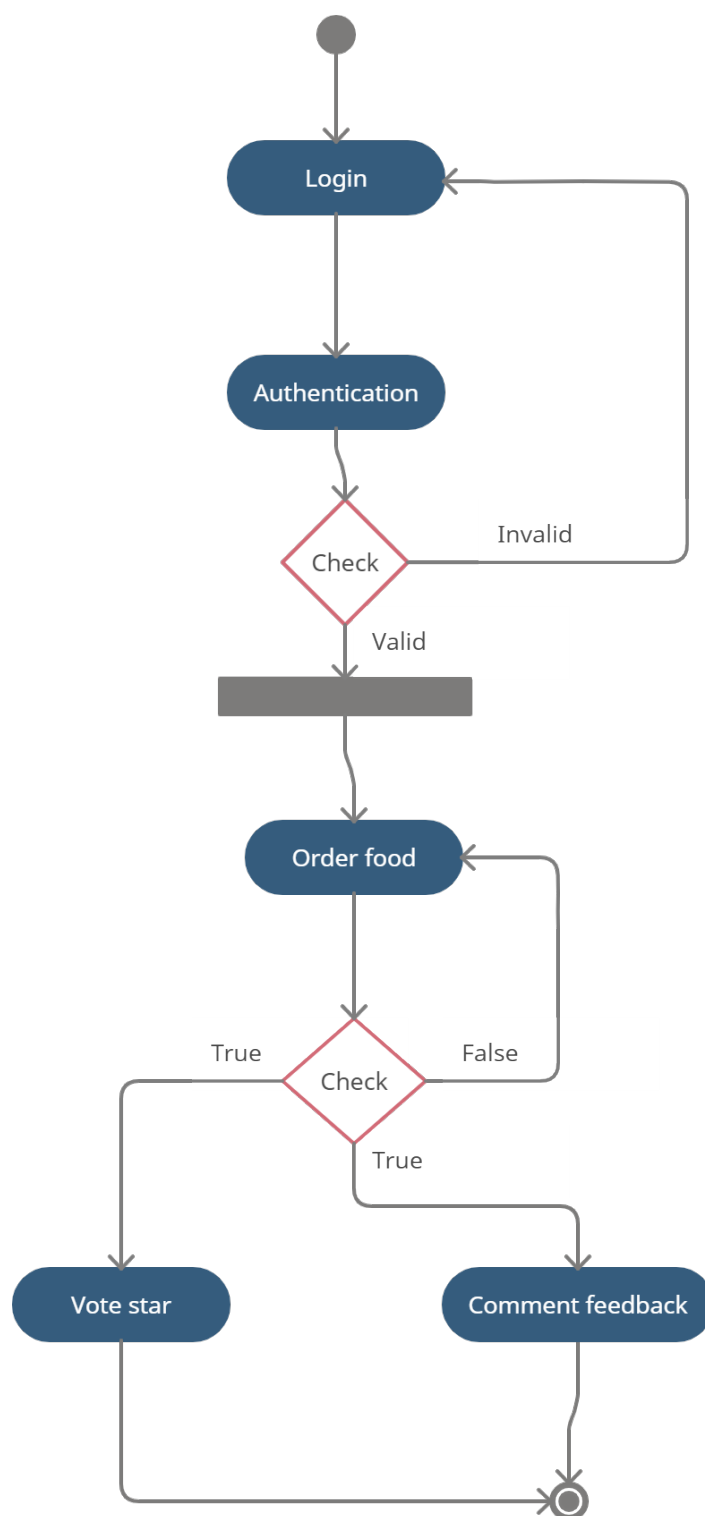 Login
Authentication
Check
Invalid
Valid
Order food
True
Check
False
True
Vote star
Comment feedback